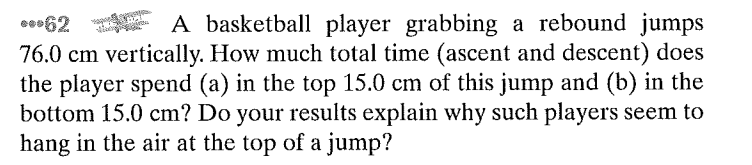 •••62 A basketball player grabbing a rebound jumps
76.0 cm vertically. How much total time (ascent and descent) does
the player spend (a) in the top 15.0 cm of this jump and (b) in the
bottom 15.0 cm? Do your results explain why such players seem to
hang in the air at the top of a jump?